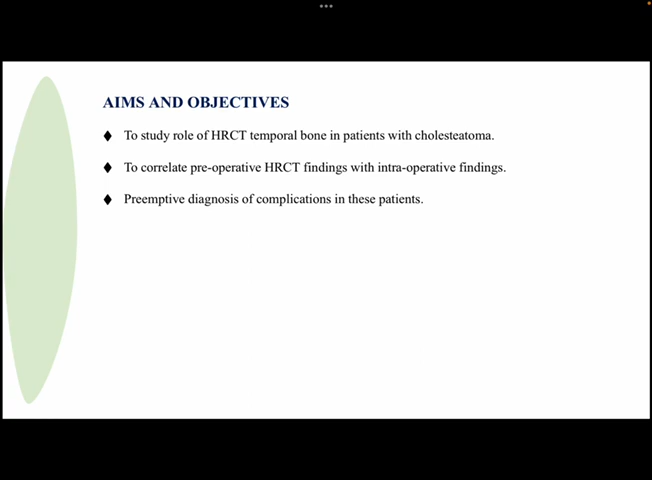 AIMS AND OBJECTIVES
To study role of HRCT temporal bone in patients with cholesteatoma.
To correlate pre-operative HRCT findings with intra-operative findings.
Preemptive diagnosis of complications in these patients.